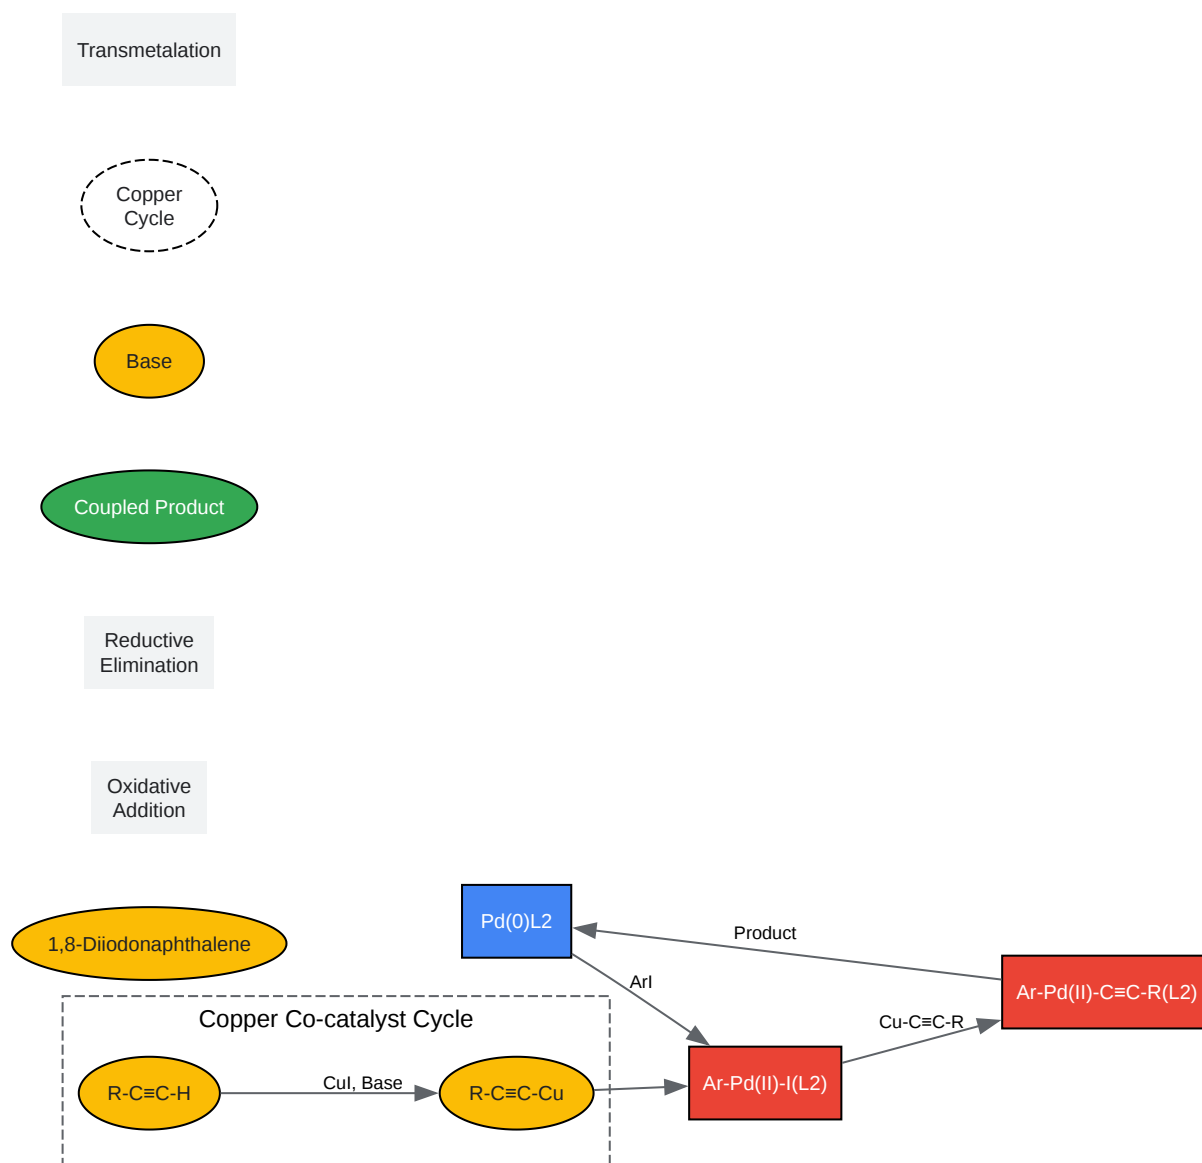 Transmetalation
Copper
Cycle
Base
Coupled Product
Reductive
Elimination
Oxidative
Addition
Pd(0)L2
Product
1,8-Diiodonaphthalene
ArI
Ar-Pd(II)-C≡C-R(L2)
Copper Co-catalyst Cycle
Cu-C≡C-R
CuI, Base
Ar-Pd(II)-I(L2)
R-C≡C-H
R-C≡C-Cu